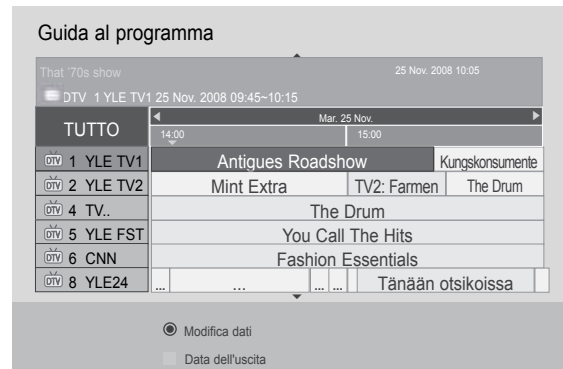 Guida al programma
That '70s show 25 Nov. 2008 10:05
DTV 1 YLE TV1 25 Nov. 2008 09:45~10:15
TUTTO
Mar. 25 Nov.
14:00 15:00
DTV 1 YLE TV1 Antigues Roadshow Kungskonsumente
DTV 2 YLE TV2 Mint Extra TV2: Farmen The Drum
DTV 4 TV.. The Drum
DTV 5 YLE FST You Call The Hits
DTV 6 CNN Fashion Essentials
DTV 8 YLE24 ... ... ... ... Tänään otsikoissa
Modifica dati
Data dell'uscita